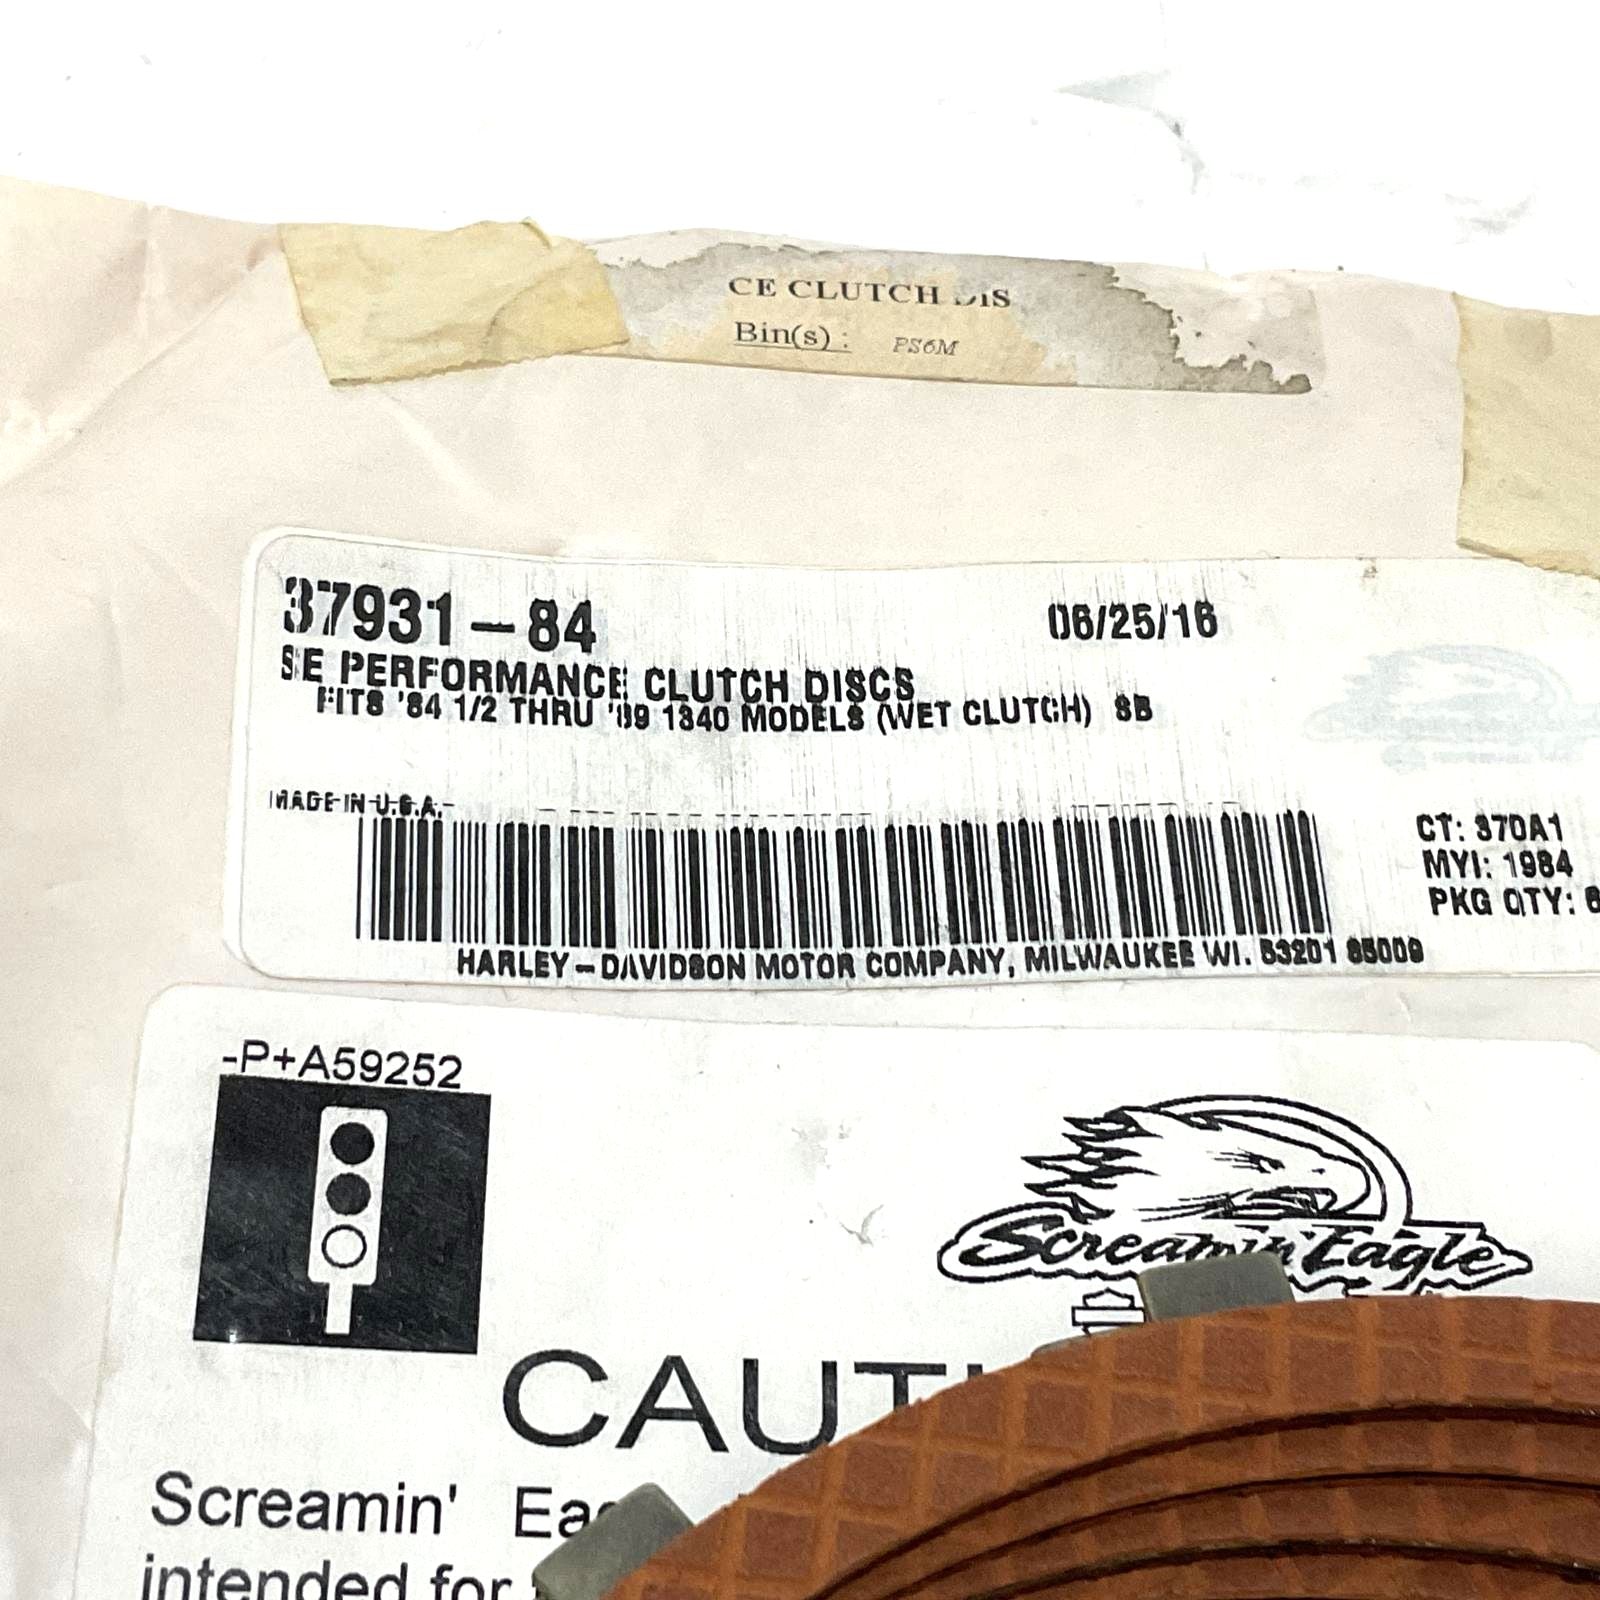 CE CLUTCH DIS
Bin(s) : PS6M
37931-84 06/25/16
SE PERFORMANCE CLUTCH DISCS
FITS '84 1/2 THRU '89 1340 MODELS (WET CLUTCH) SB
MADE IN U.S.A.
CT: 370A1
MYI: 1984
PKG QTY:
HARLEY-DAVIDSON MOTOR COMPANY, MILWAUKEE WI. 53201 85009
-P+A59252
Screamin' Eagle
CAUT
Screamin' Eag
intended for